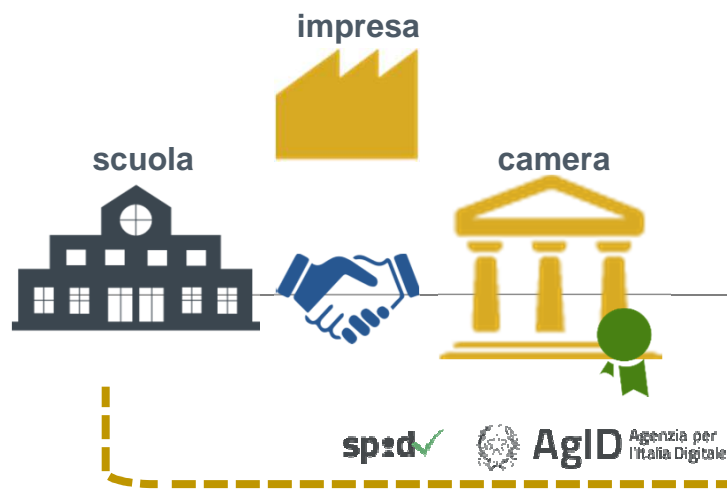 impresa
scuola
camera
spid
AgID
Agenzia per
l'Italia Digitale